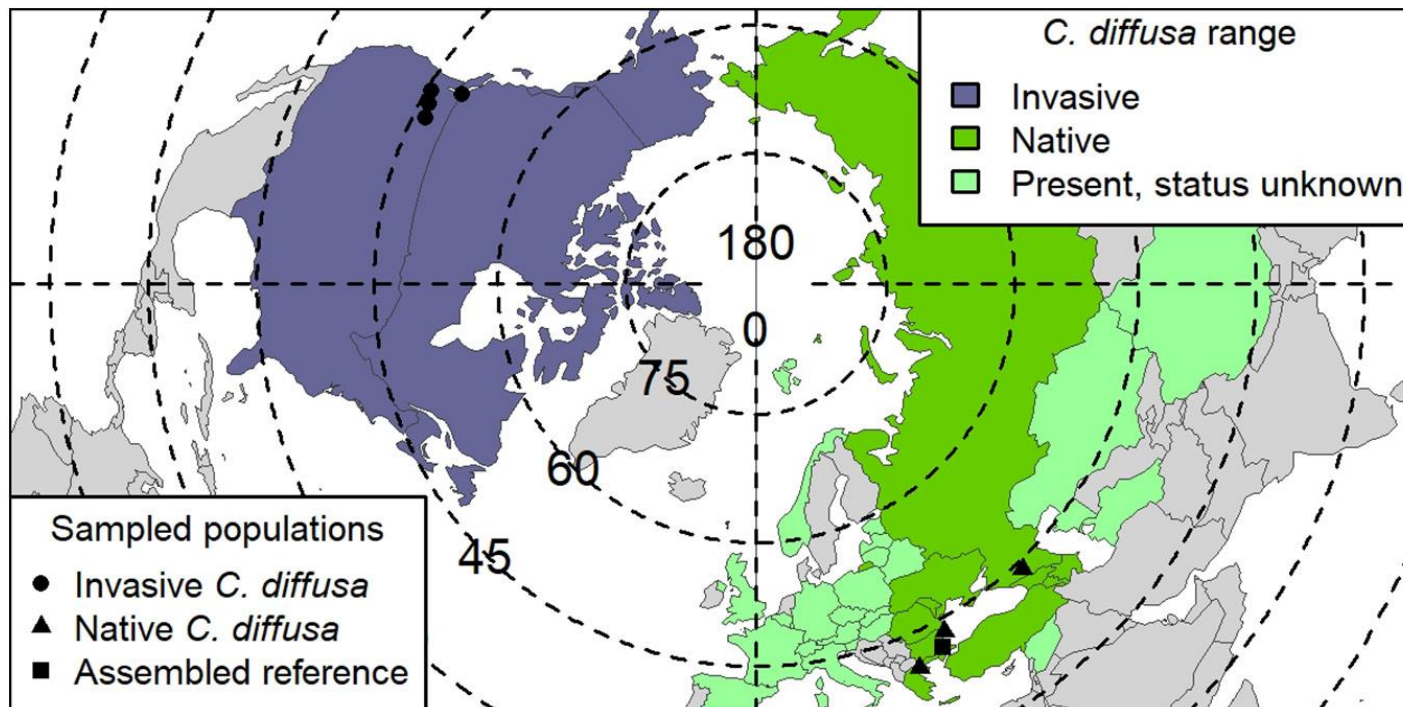 C. diffusa range
Invasive
Native
Present, status unknown
180
0
75
60
45
Sampled populations
Invasive C. diffusa
Native C. diffusa
Assembled reference